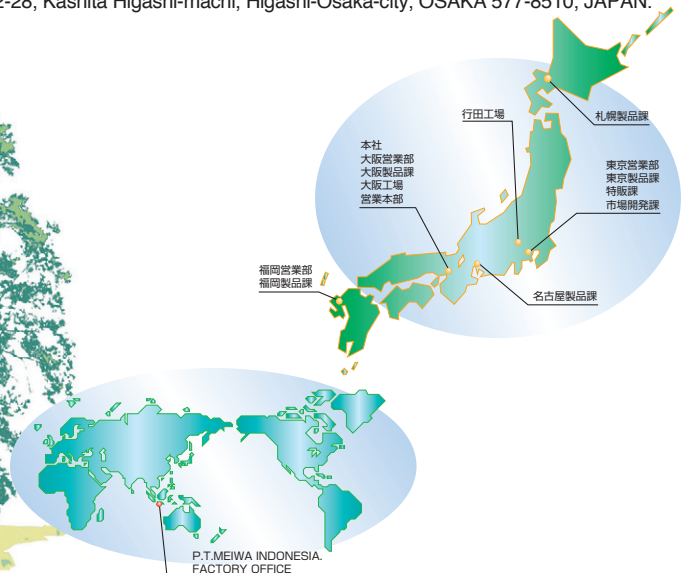 2-28, Kashita Higashi-machi, Higashi-Osaka-city, OSAKA 577-8510, JAPAN.
行田工場
札幌製品課
本社
大阪営業部
大阪製品課
大阪工場
営業本部
東京営業部
東京製品課
特販課
市場開発課
福岡営業部
福岡製品課
名古屋製品課
P.T.MEIWA INDONESIA.
FACTORY OFFICE